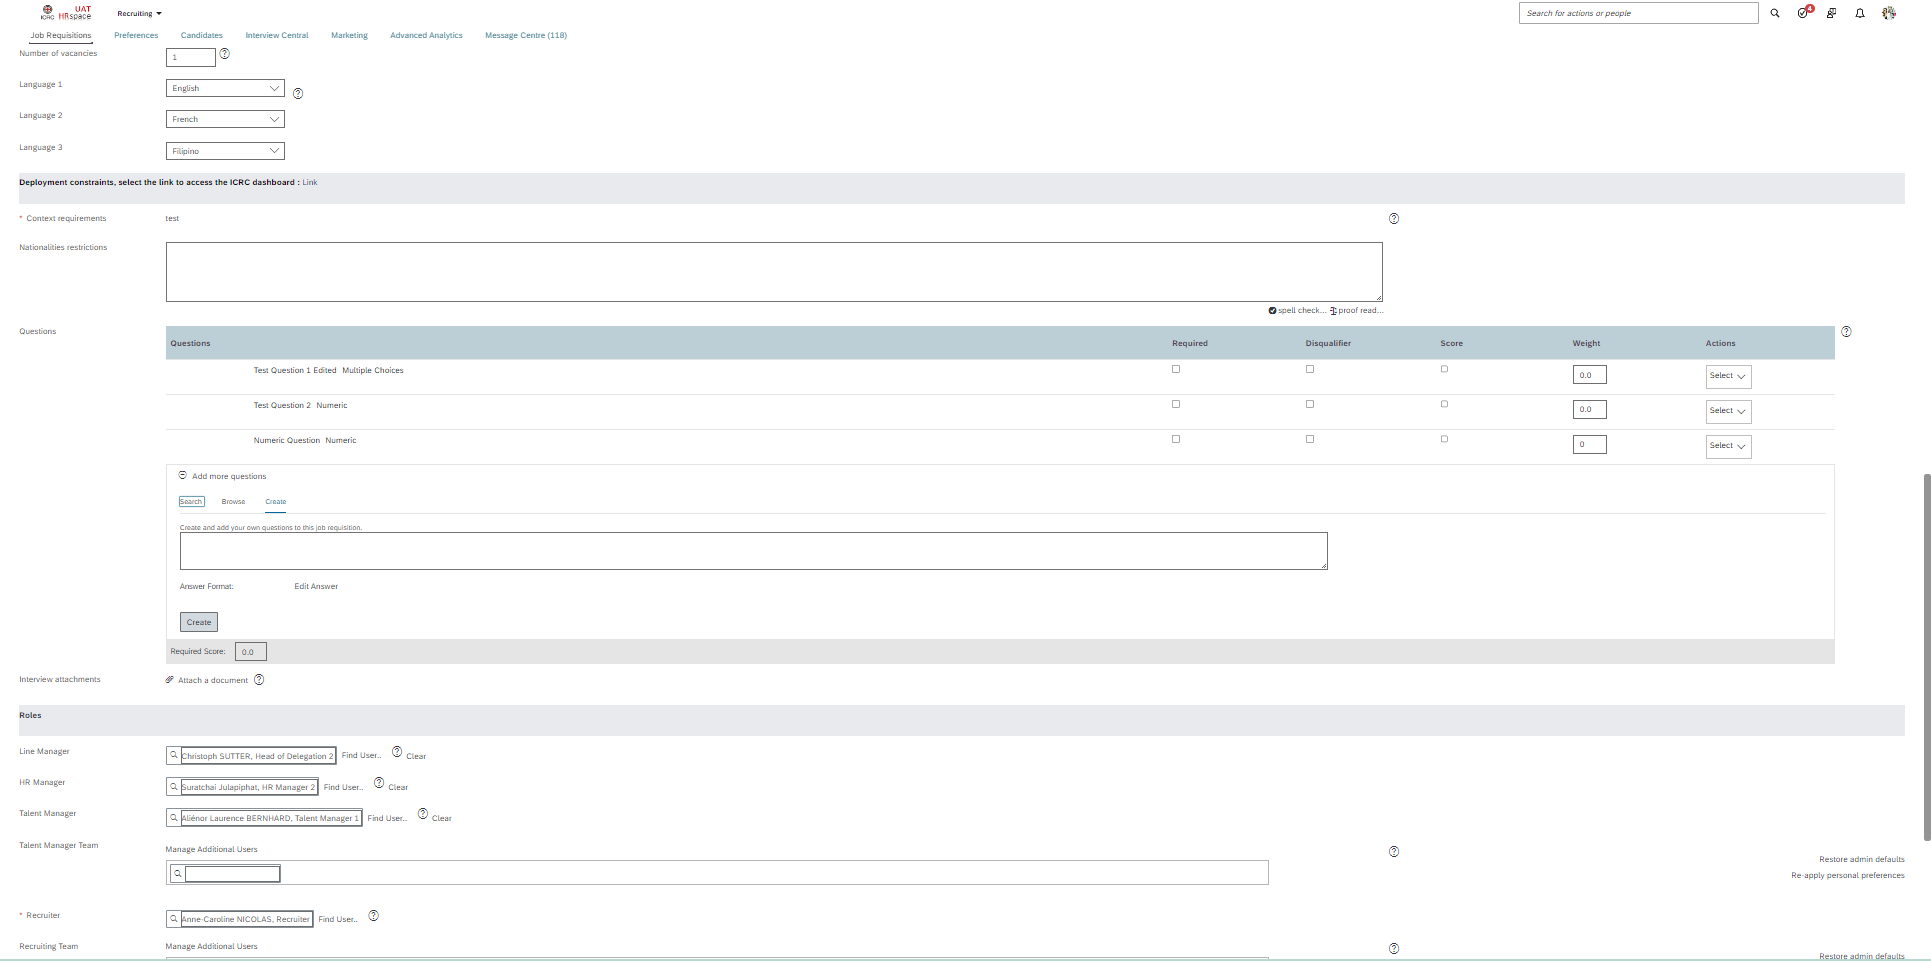 ICRC
UAT
HRspace
Recruiting
Search for actions or people
4
Job Requisitions
Preferences
Candidates
Interview Central
Marketing
Advanced Analytics
Message Centre (118)
Number of vacancies
1
Language 1
English
Language 2
French
Language 3
Filipino
Deployment constraints, select the link to access the ICRC dashboard : Link
* Context requirements
test
Nationalities restrictions
spell check... proof read...
Questions
Questions
Required
Disqualifier
Score
Weight
Actions
Test Question 1 Edited Multiple Choices
0.0
Select
Test Question 2 Numeric
0.0
Select
Numeric Question Numeric
0
Select
Add more questions
Search
Browse
Create
Create and add your own questions to this job requisition.
Answer Format:
Edit Answer
Create
Required Score:
0.0
Interview attachments
Attach a document
Roles
Line Manager
Christoph SUTTER, Head of Delegation 2
Find User..
Clear
HR Manager
Suratchai Julapiphat, HR Manager 2
Find User..
Clear
Talent Manager
Aliénor Laurence BERNHARD, Talent Manager 1
Find User..
Clear
Talent Manager Team
Manage Additional Users
Restore admin defaults
Re-apply personal preferences
* Recruiter
Anne-Caroline NICOLAS, Recruiter
Find User..
Recruiting Team
Manage Additional Users
Restore admin defaults